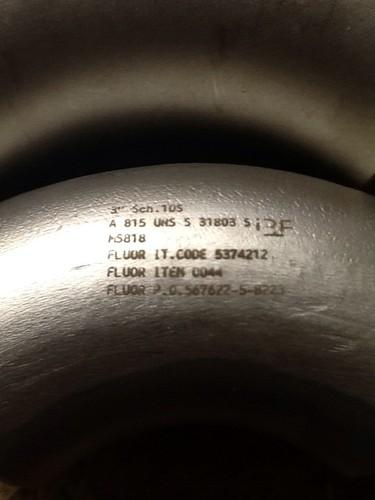 3" Sch.10S
A 815 UNS S 31803 S
HS818
FLUOR IT.CODE 5374212
FLUOR ITEM 0044
FLUOR P.O.567622-5-8223